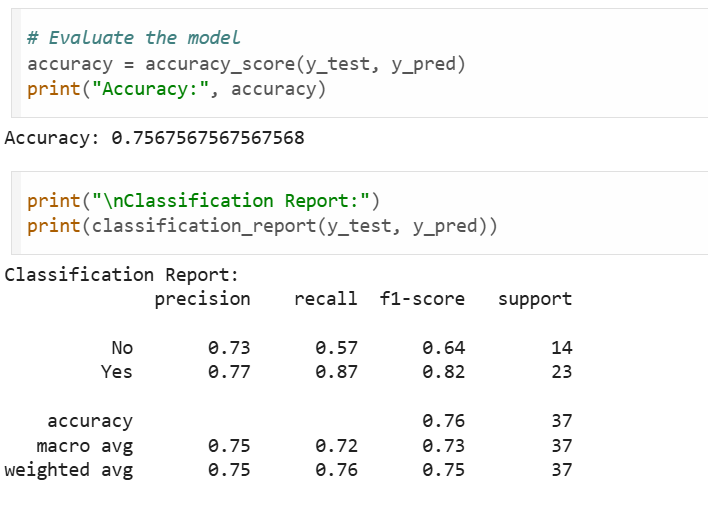 # Evaluate the model
accuracy = accuracy_score(y_test, y_pred)
print("Accuracy:", accuracy)
Accuracy: 0.7567567567567568
print("\nClassification Report:")
print(classification_report(y_test, y_pred))
Classification Report:
precision recall f1-score support
No 0.73 0.57 0.64 14
Yes 0.77 0.87 0.82 23
accuracy 0.76 37
macro avg 0.75 0.72 0.73 37
weighted avg 0.75 0.76 0.75 37